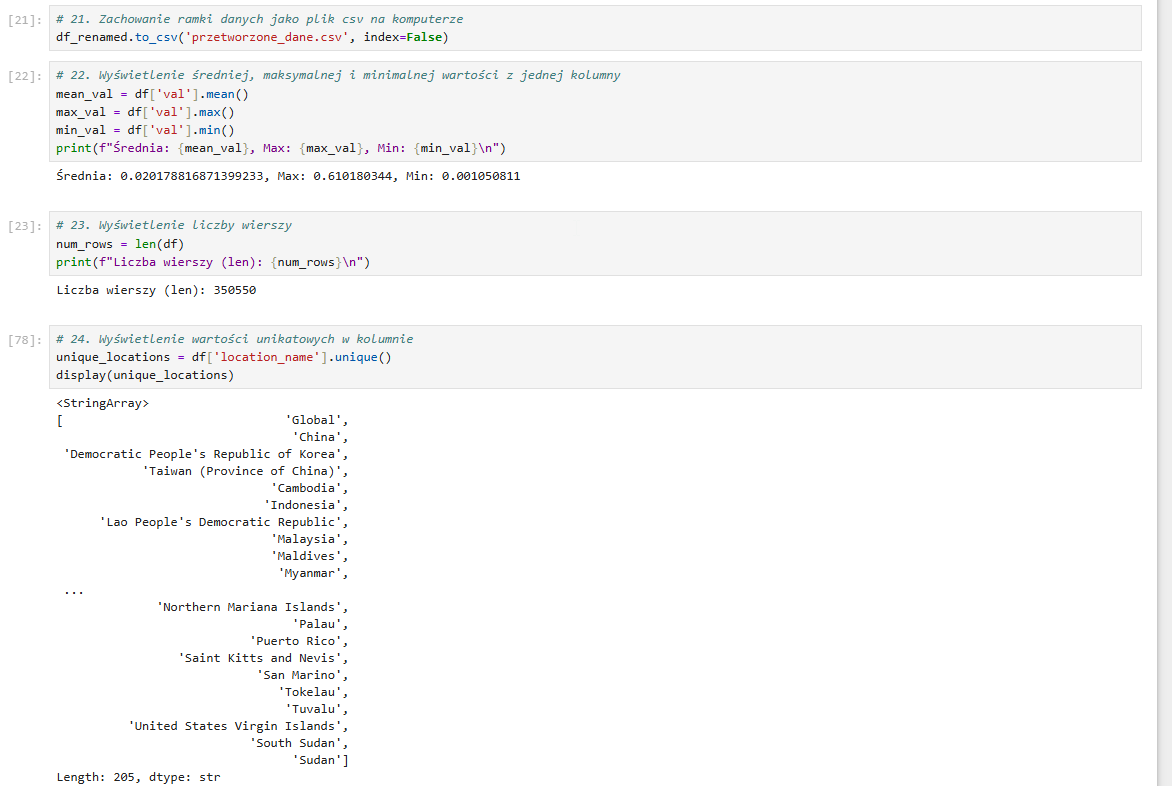 [21]:
# 21. Zachowanie ramki danych jako plik csv na komputerze
df_renamed.to_csv('przetworzone_dane.csv', index=False)
[22]:
# 22. Wyświetlenie średniej, maksymalnej i minimalnej wartości z jednej kolumny
mean_val = df['val'].mean()
max_val = df['val'].max()
min_val = df['val'].min()
print(f"Średnia: {mean_val}, Max: {max_val}, Min: {min_val}\n")
Średnia: 0.020178816871399233, Max: 0.610180344, Min: 0.001050811
[23]:
# 23. Wyświetlenie liczby wierszy
num_rows = len(df)
print(f"Liczba wierszy (len): {num_rows}\n")
Liczba wierszy (len): 350550
[78]:
# 24. Wyświetlenie wartości unikatowych w kolumnie
unique_locations = df['location_name'].unique()
display(unique_locations)
<StringArray>
[                               'Global',
                                 'China',
 'Democratic People's Republic of Korea',
            'Taiwan (Province of China)',
                              'Cambodia',
                             'Indonesia',
      'Lao People's Democratic Republic',
                              'Malaysia',
                              'Maldives',
                               'Myanmar',
 ...
              'Northern Mariana Islands',
                                 'Palau',
                           'Puerto Rico',
                 'Saint Kitts and Nevis',
                            'San Marino',
                               'Tokelau',
                                'Tuvalu',
          'United States Virgin Islands',
                           'South Sudan',
                                 'Sudan']
Length: 205, dtype: str